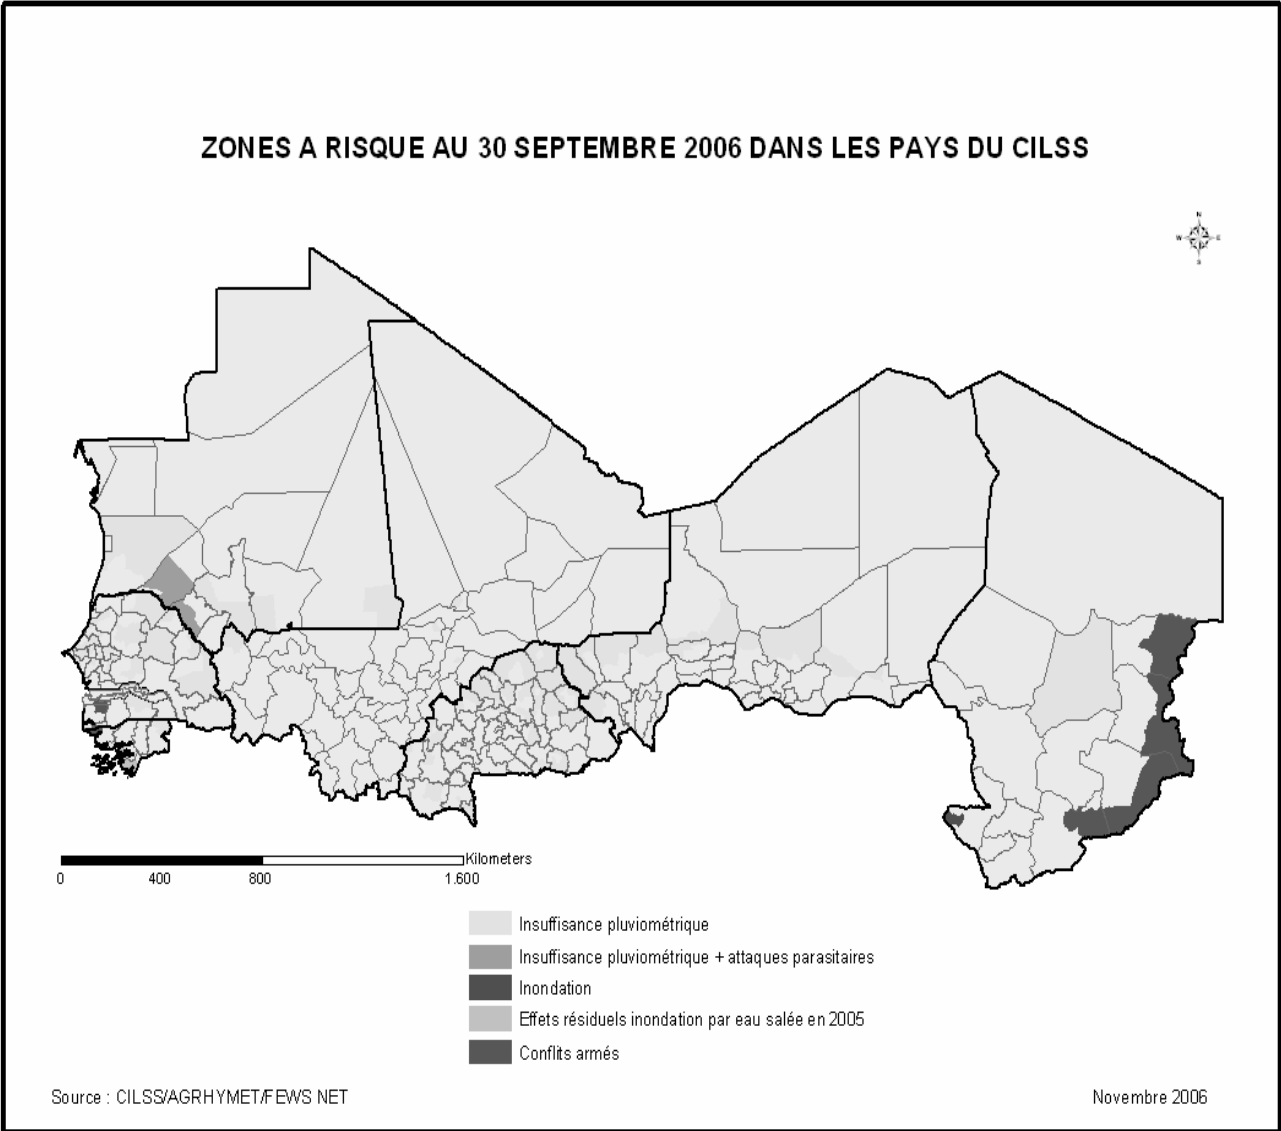 ZONES A RISQUE AU 30 SEPTEMBRE 2006 DANS LES PAYS DU CILSS
N
W E
S
Kilometers
0 400 800 1.600
Insuffisance pluviométrique
Insuffisance pluviométrique + attaques parasitaires
Inondation
Effets résiduels inondation par eau salée en 2005
Conflits armés
Source : CILSS/AGRHYMET/FEWS NET Novembre 2006